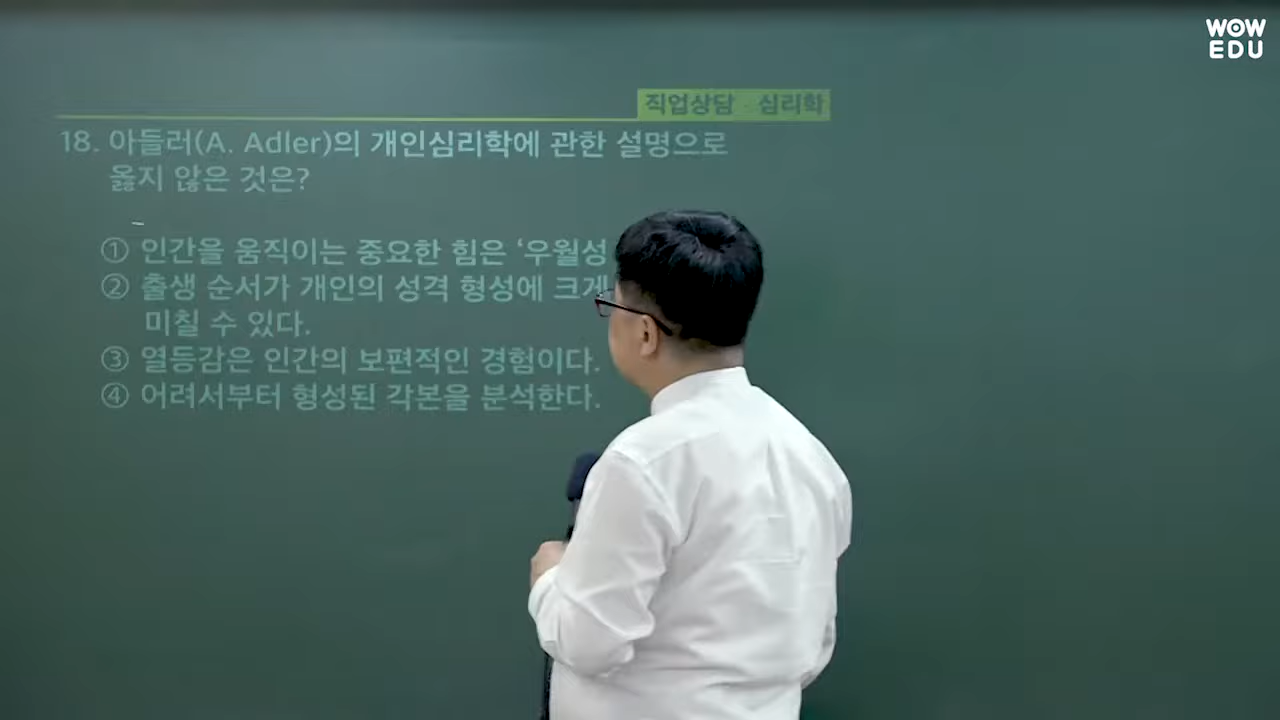 WOW
EDU
직업상담 심리학
18. 아들러(A. Adler)의 개인심리학에 관한 설명으로
옳지 않은 것은?
① 인간을 움직이는 중요한 힘은 ‘우월성
② 출생 순서가 개인의 성격 형성에 크게
미칠 수 있다.
③ 열등감은 인간의 보편적인 경험이다.
④ 어려서부터 형성된 각본을 분석한다.